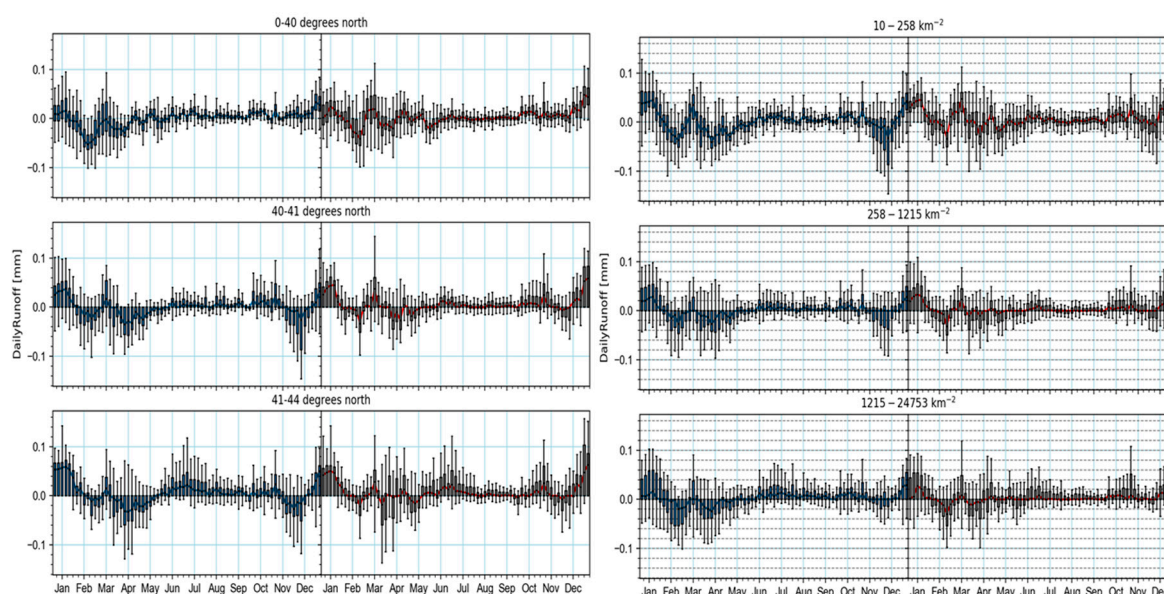 0-40 degrees north
0.1
0.0
−0.1
40-41 degrees north
0.1
0.0
−0.1
DailyRunoff [mm]
41-44 degrees north
0.1
0.0
−0.1
Jan Feb Mar Apr May Jun Jul Aug Sep Oct Nov Dec Jan Feb Mar Apr May Jun Jul Aug Sep Oct Nov Dec
10 − 258 km−2
0.1
0.0
−0.1
258 − 1215 km−2
0.1
0.0
−0.1
DailyRunoff [mm]
1215 − 24753 km−2
0.1
0.0
−0.1
Jan Feb Mar Apr May Jun Jul Aug Sep Oct Nov Dec Jan Feb Mar Apr May Jun Jul Aug Sep Oct Nov